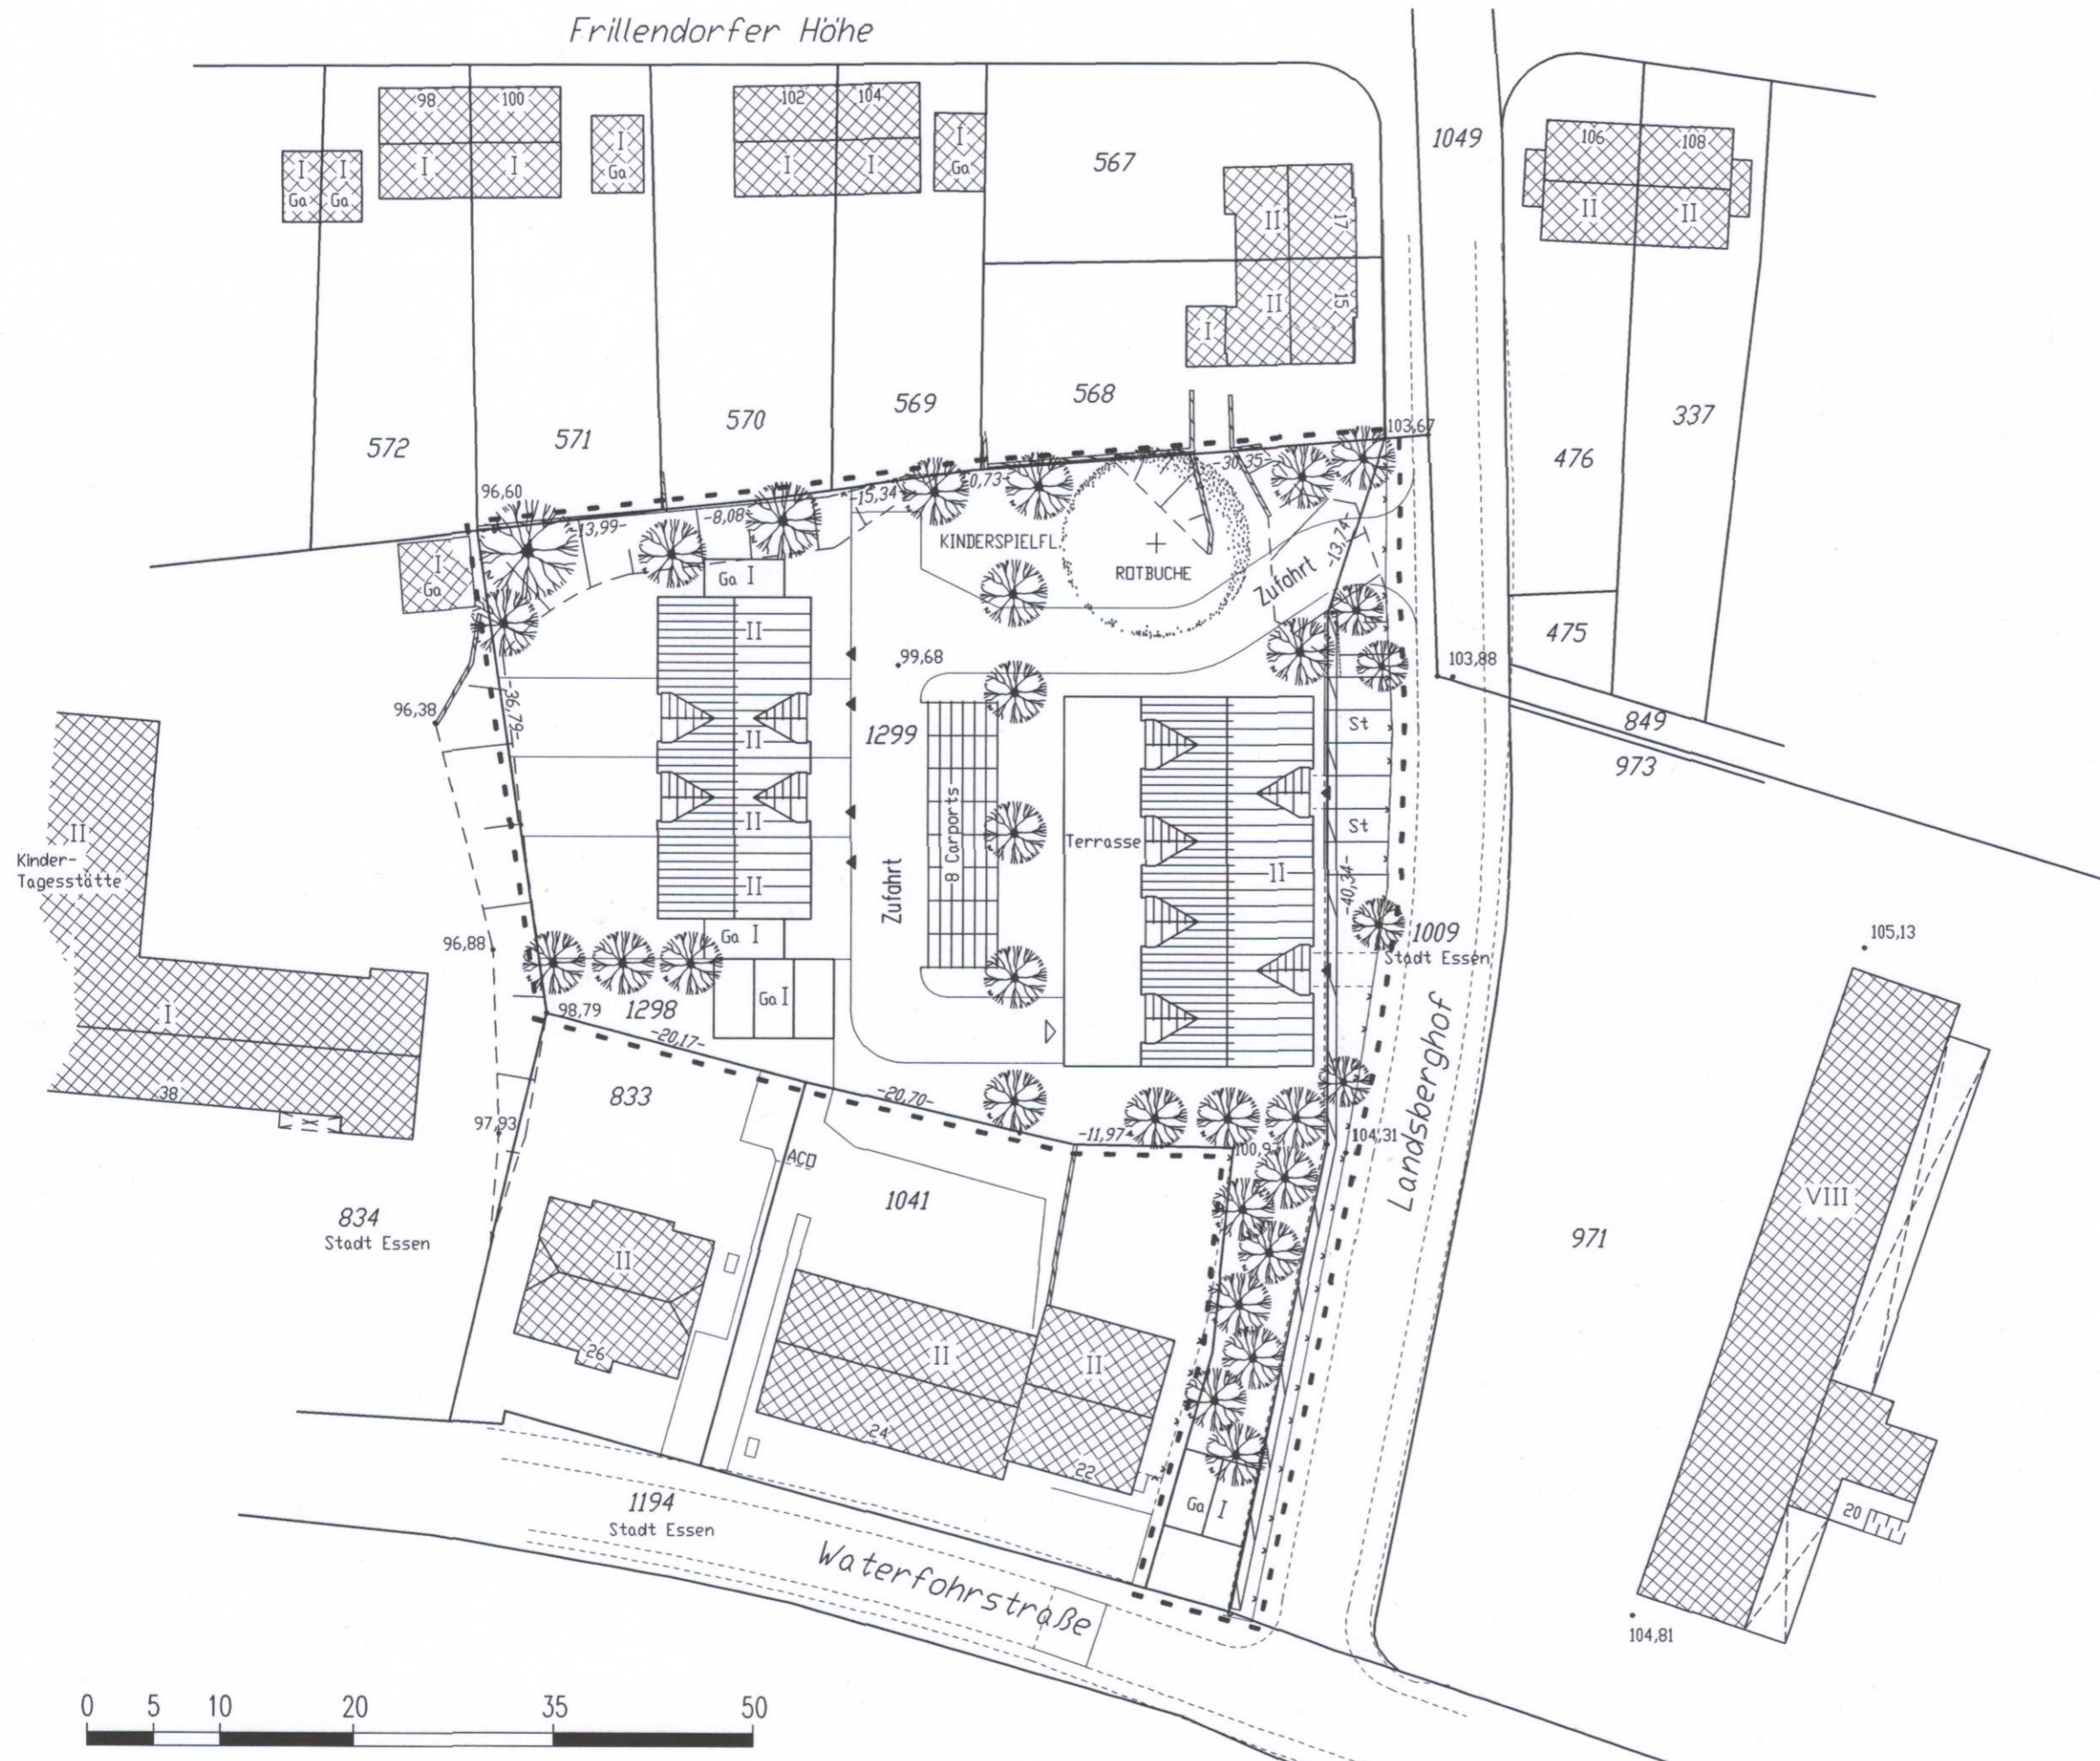 Frillendorfer Höhe
98
100
102
104
106
108
1049
567
I
I
Ga
Ga
I
I
I
Ga
I
I
I
Ga
II
17
II
15
I
II
II
572
571
570
569
568
476
337
475
96,60
103,67
-13,99-
-8,08-
-15,34-
0,73-
30,35-
-13,74-
KINDERSPIELFL.
ROTBUCHE
Zufahrt
I
Ga
Ga I
II
II
II
II
Ga I
Ga I
-36,79-
96,38
99,68
1299
103,88
849
973
St
St
8 Carports
Terrasse
II
Zufahrt
-40,34-
II
Kinder-
Tagesstätte
I
38
96,88
98,79
1298
-20,17-
-20,70-
-11,97-
104,31
1009
Stadt Essen
105,13
Landsberghof
833
97,93
ACO
1041
834
Stadt Essen
II
26
II
24
II
22
Ga I
971
VIII
20
104,81
1194
Stadt Essen
Waterfohrstraße
0 5 10 20 35 50